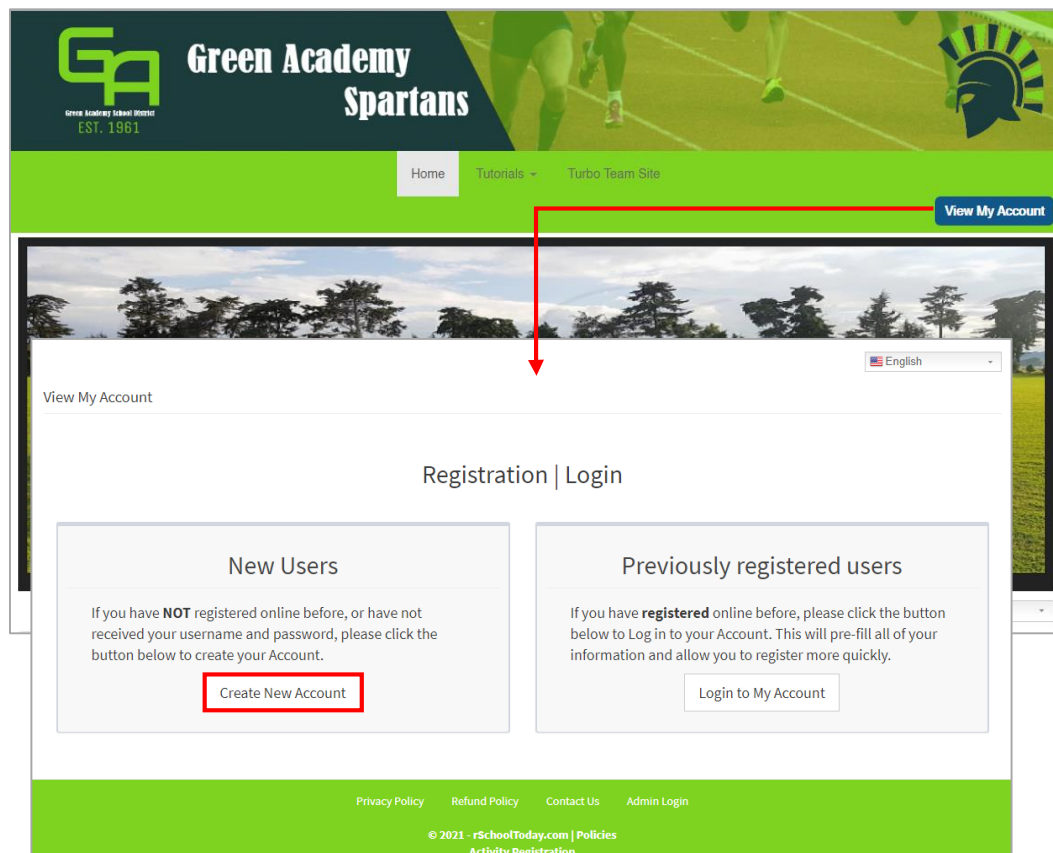 Green Academy
Spartans
Green Academy School District
EST. 1961
Home Tutorials Turbo Team Site
View My Account
English
View My Account
Registration | Login
New Users
If you have NOT registered online before, or have not
received your username and password, please click the
button below to create your Account.
Create New Account
Previously registered users
If you have registered online before, please click the button
below to Log in to your Account. This will pre-fill all of your
information and allow you to register more quickly.
Login to My Account
Privacy Policy Refund Policy Contact Us Admin Login
© 2021 - rSchoolToday.com | Policies
Activity Registration